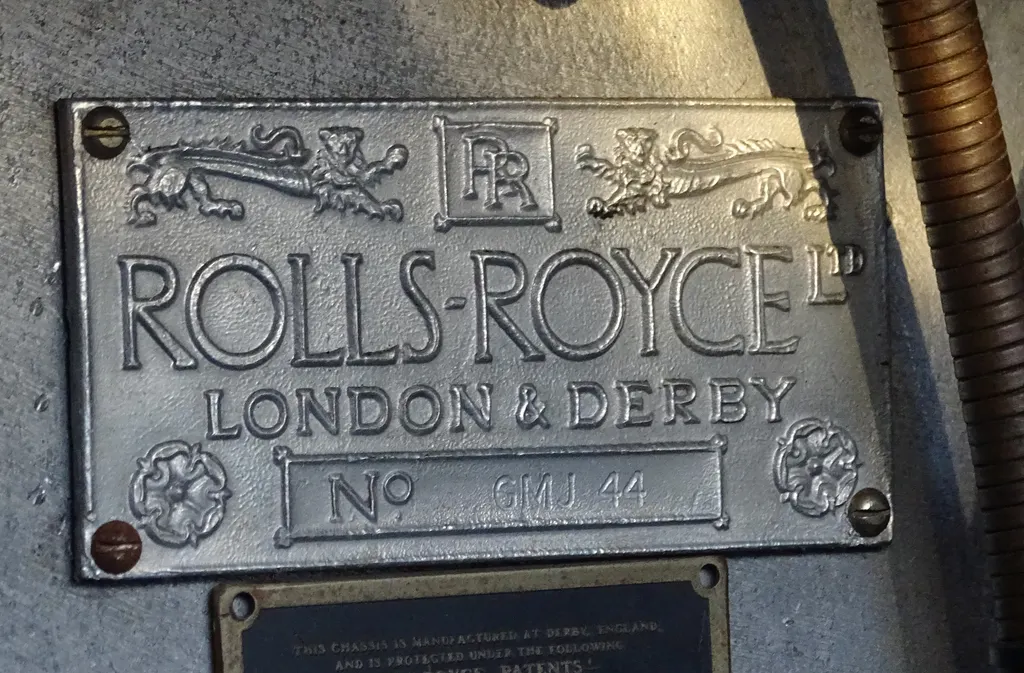 RR
ROLLS-ROYCE LTD
LONDON & DERBY
No GMJ 44
THIS CHASSIS IS MANUFACTURED AT DERBY, ENGLAND,
AND IS PROTECTED UNDER THE FOLLOWING
PATENTS